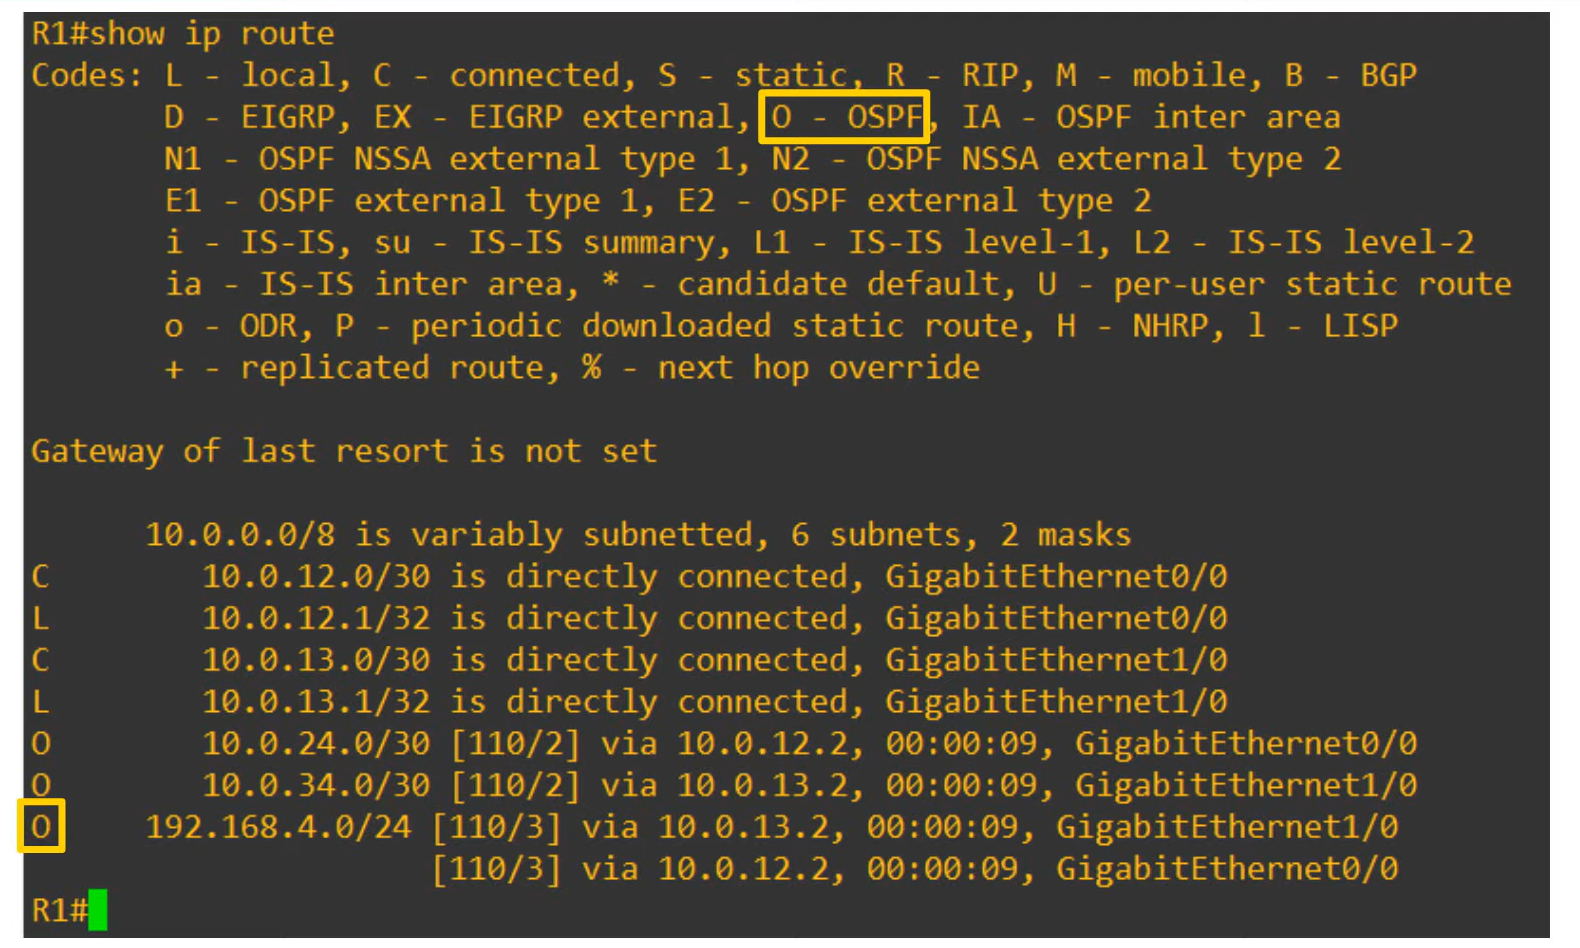 R1#show ip route
Codes: L - local, C - connected, S - static, R - RIP, M - mobile, B - BGP
D - EIGRP, EX - EIGRP external, O - OSPF, IA - OSPF inter area
N1 - OSPF NSSA external type 1, N2 - OSPF NSSA external type 2
E1 - OSPF external type 1, E2 - OSPF external type 2
i - IS-IS, su - IS-IS summary, L1 - IS-IS level-1, L2 - IS-IS level-2
ia - IS-IS inter area, * - candidate default, U - per-user static route
o - ODR, P - periodic downloaded static route, H - NHRP, l - LISP
+ - replicated route, % - next hop override
Gateway of last resort is not set
10.0.0.0/8 is variably subnetted, 6 subnets, 2 masks
C 10.0.12.0/30 is directly connected, GigabitEthernet0/0
L 10.0.12.1/32 is directly connected, GigabitEthernet0/0
C 10.0.13.0/30 is directly connected, GigabitEthernet1/0
L 10.0.13.1/32 is directly connected, GigabitEthernet1/0
O 10.0.24.0/30 [110/2] via 10.0.12.2, 00:00:09, GigabitEthernet0/0
O 10.0.34.0/30 [110/2] via 10.0.13.2, 00:00:09, GigabitEthernet1/0
O 192.168.4.0/24 [110/3] via 10.0.13.2, 00:00:09, GigabitEthernet1/0
[110/3] via 10.0.12.2, 00:00:09, GigabitEthernet0/0
R1#